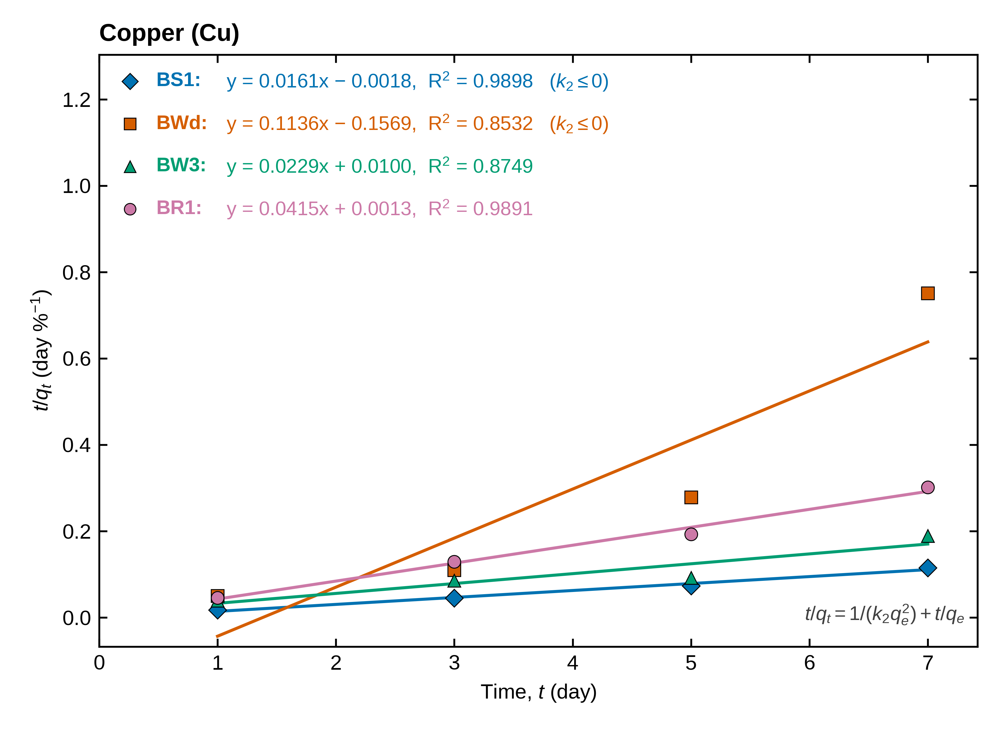 Copper (Cu)
BS1: y = 0.0161x − 0.0018, R² = 0.9898 (k₂ ≤ 0)
BWd: y = 0.1136x − 0.1569, R² = 0.8532 (k₂ ≤ 0)
BW3: y = 0.0229x + 0.0100, R² = 0.8749
BR1: y = 0.0415x + 0.0013, R² = 0.9891
1.2
1.0
0.8
0.6
0.4
0.2
0.0
t/qₜ (day %⁻¹)
t/qₜ = 1/(k₂qₑ²) + t/qₑ
0 1 2 3 4 5 6 7
Time, t (day)